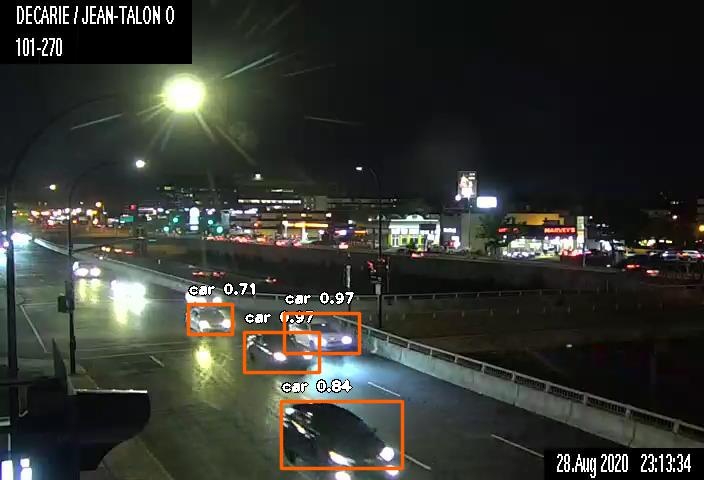 DECARIE / JEAN-TALON O
101-270
HARVEY'S
car 0.71
car 0.97
car 0.97
car 0.84
28.Aug 2020 23:13:34